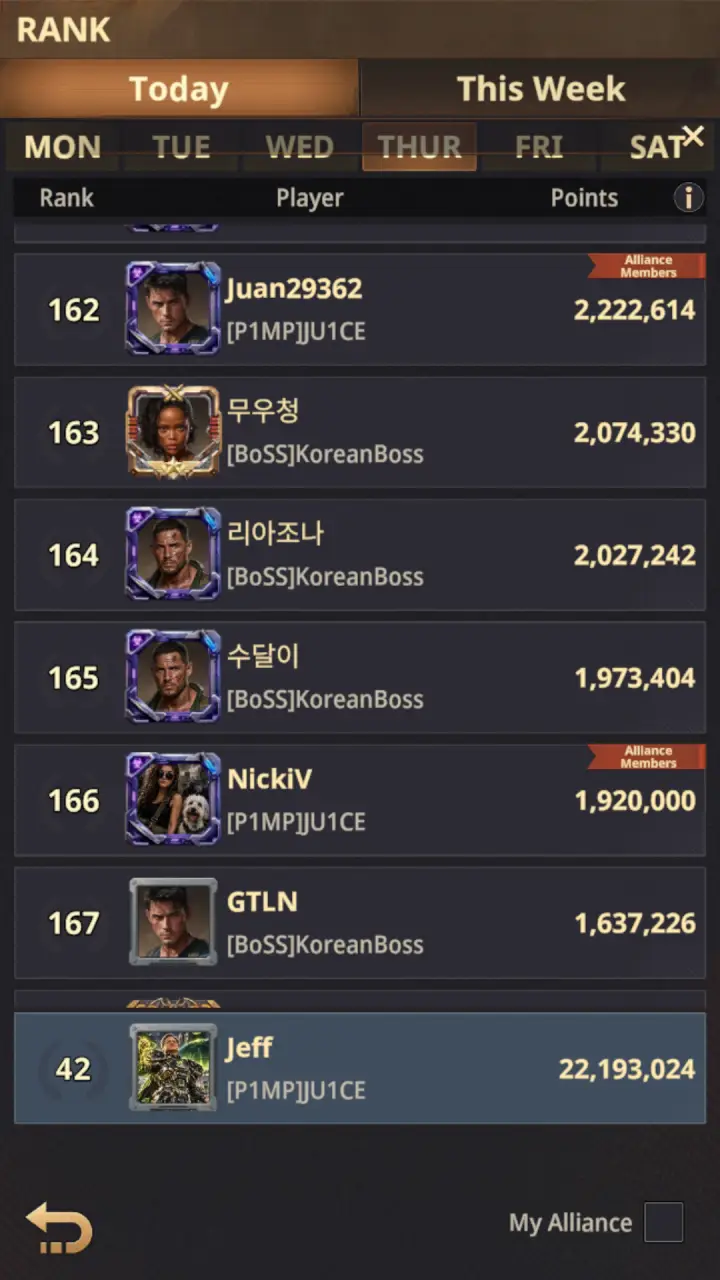 RANK
Today
This Week
MON
TUE
WED
THUR
FRI
SAT
Rank
Player
Points
Alliance
Members
162
Juan29362
[P1MP]JU1CE
2,222,614
163
무우청
[BoSS]KoreanBoss
2,074,330
164
리아조나
[BoSS]KoreanBoss
2,027,242
165
수달이
[BoSS]KoreanBoss
1,973,404
Alliance
Members
166
NickiV
[P1MP]JU1CE
1,920,000
167
GTLN
[BoSS]KoreanBoss
1,637,226
42
Jeff
[P1MP]JU1CE
22,193,024
My Alliance